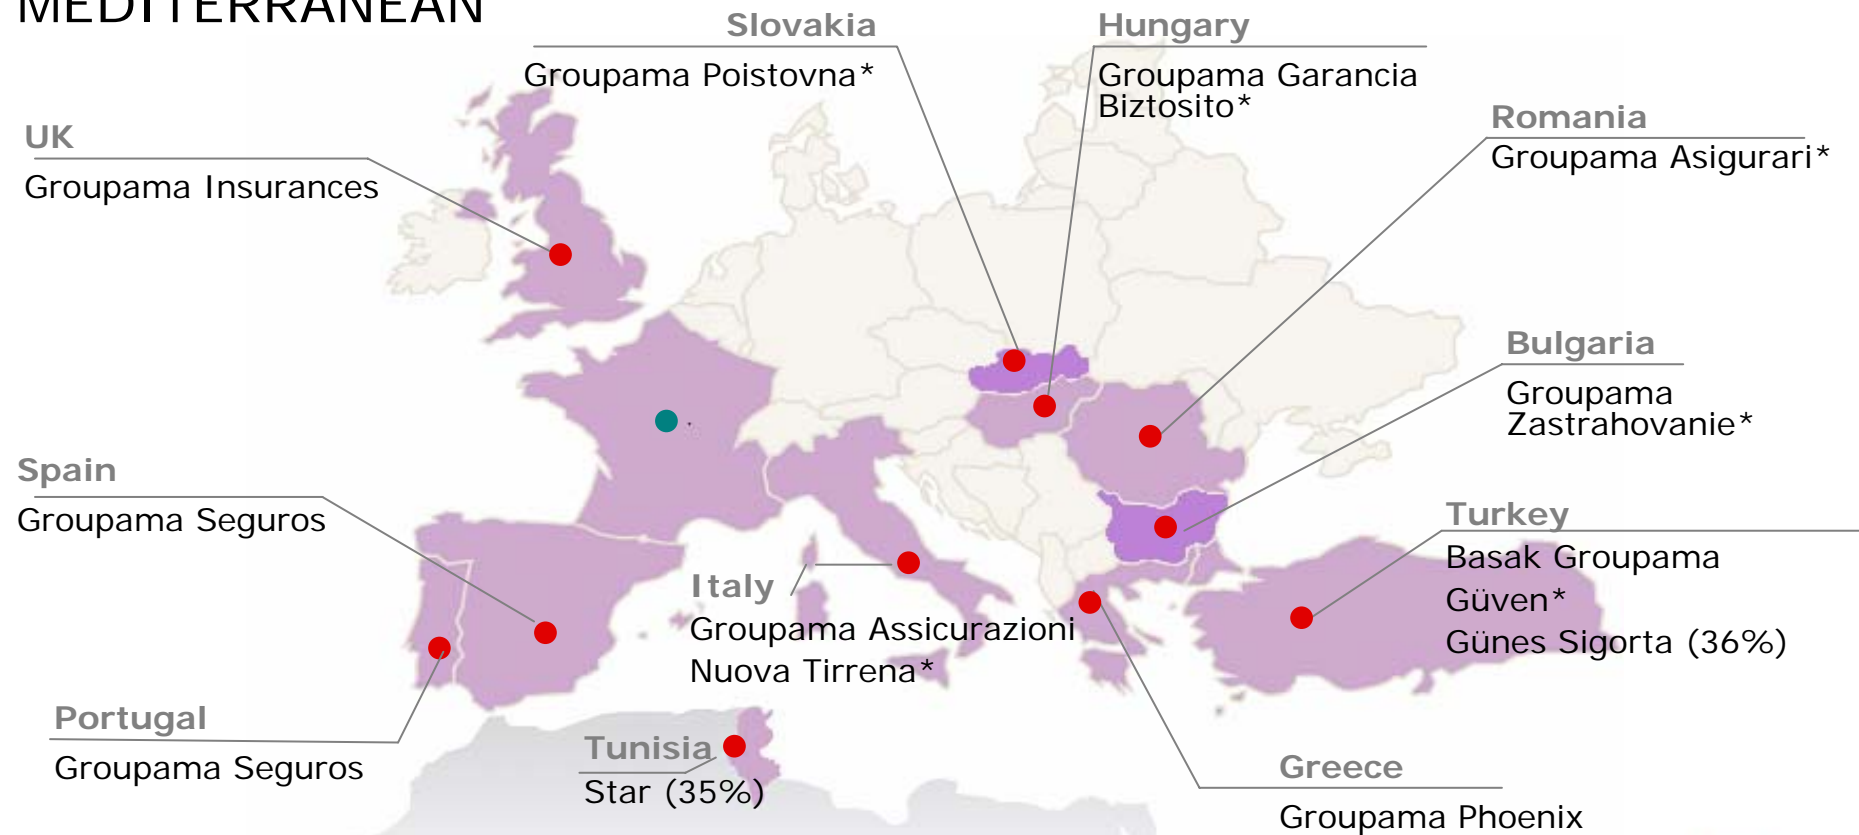 MEDITERRANEAN
Slovakia
Groupama Poistovna*
Hungary
Groupama Garancia
Biztosito*
Romania
Groupama Asigurari*
UK
Groupama Insurances
Bulgaria
Groupama
Zastrahovanie*
Spain
Groupama Seguros
Turkey
Basak Groupama
Güven*
Günes Sigorta (36%)
Italy
Groupama Assicurazioni
Nuova Tirrena*
Portugal
Groupama Seguros
Tunisia
Star (35%)
Greece
Groupama Phoenix